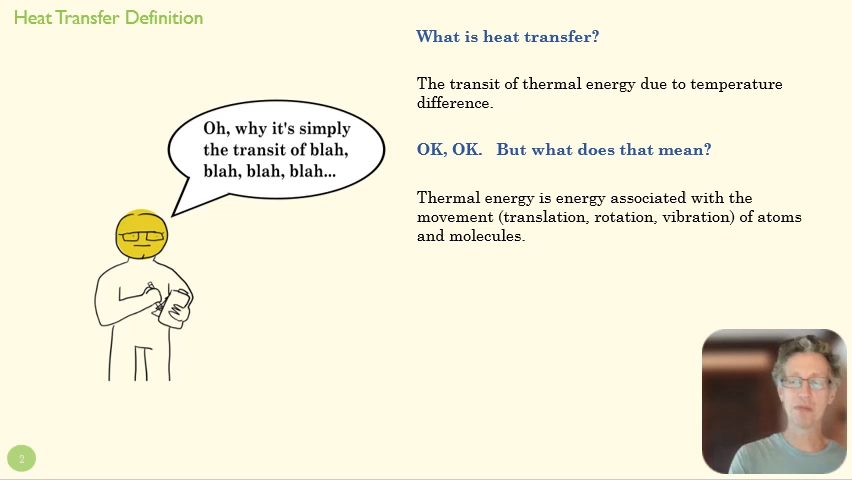 Heat Transfer Definition
What is heat transfer?
The transit of thermal energy due to temperature
difference.
OK, OK. But what does that mean?
Thermal energy is energy associated with the
movement (translation, rotation, vibration) of atoms
and molecules.
Oh, why it's simply
the transit of blah,
blah, blah, blah...
2